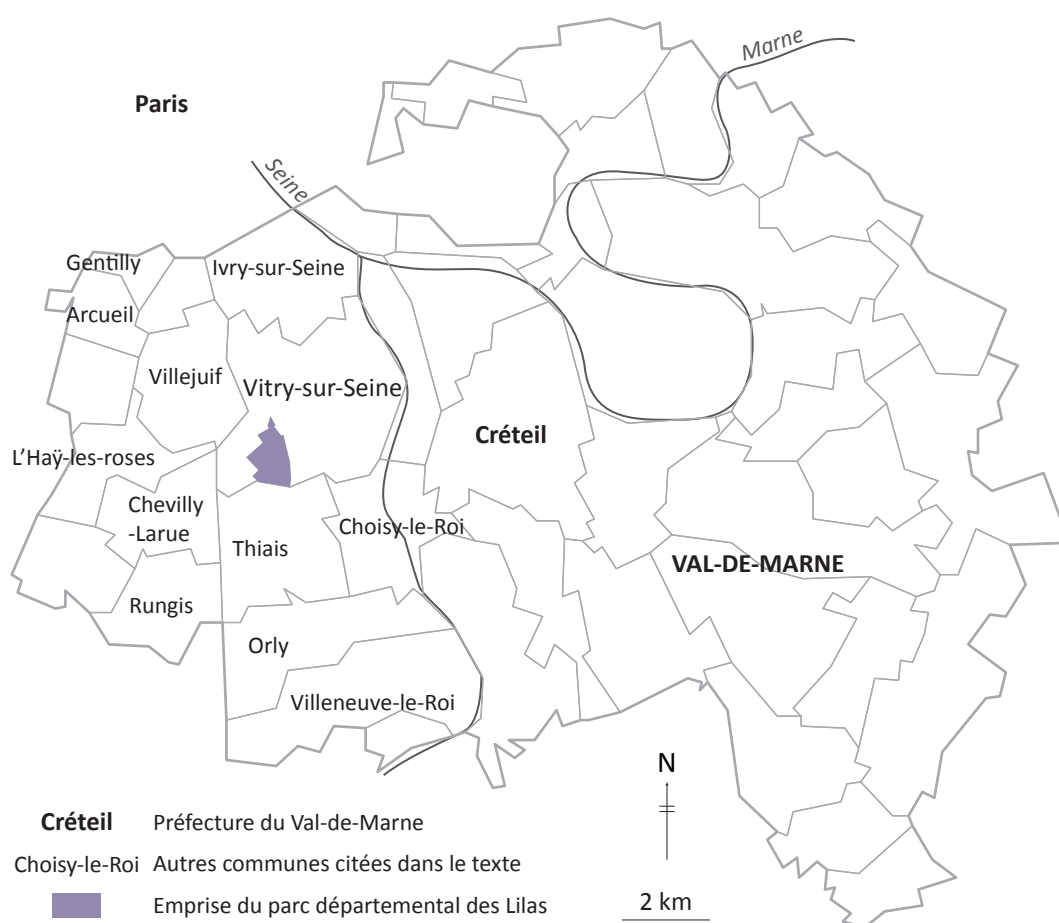 Marne
Paris
Seine
Gentilly
Ivry-sur-Seine
Arcueil
Villejuif
Vitry-sur-Seine
Créteil
L'Haÿ-les-roses
Chevilly
-Larue
Choisy-le-Roi
Thiais
VAL-DE-MARNE
Rungis
Orly
Villeneuve-le-Roi
N
Créteil Préfecture du Val-de-Marne
Choisy-le-Roi Autres communes citées dans le texte
Emprise du parc départemental des Lilas
2 km